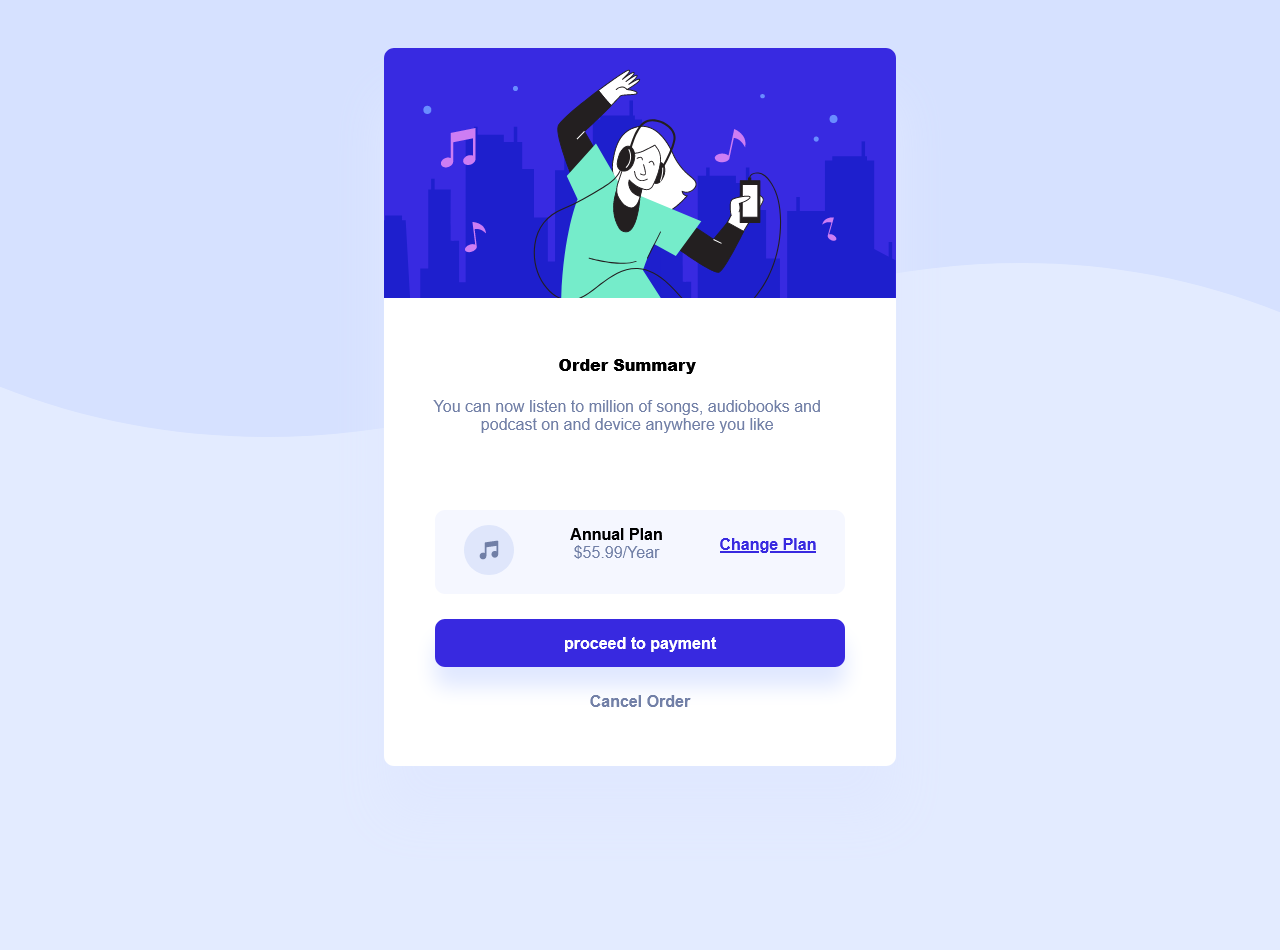 Order Summary
You can now listen to million of songs, audiobooks and
podcast on and device anywhere you like
Annual Plan
$55.99/Year
Change Plan
proceed to payment
Cancel Order